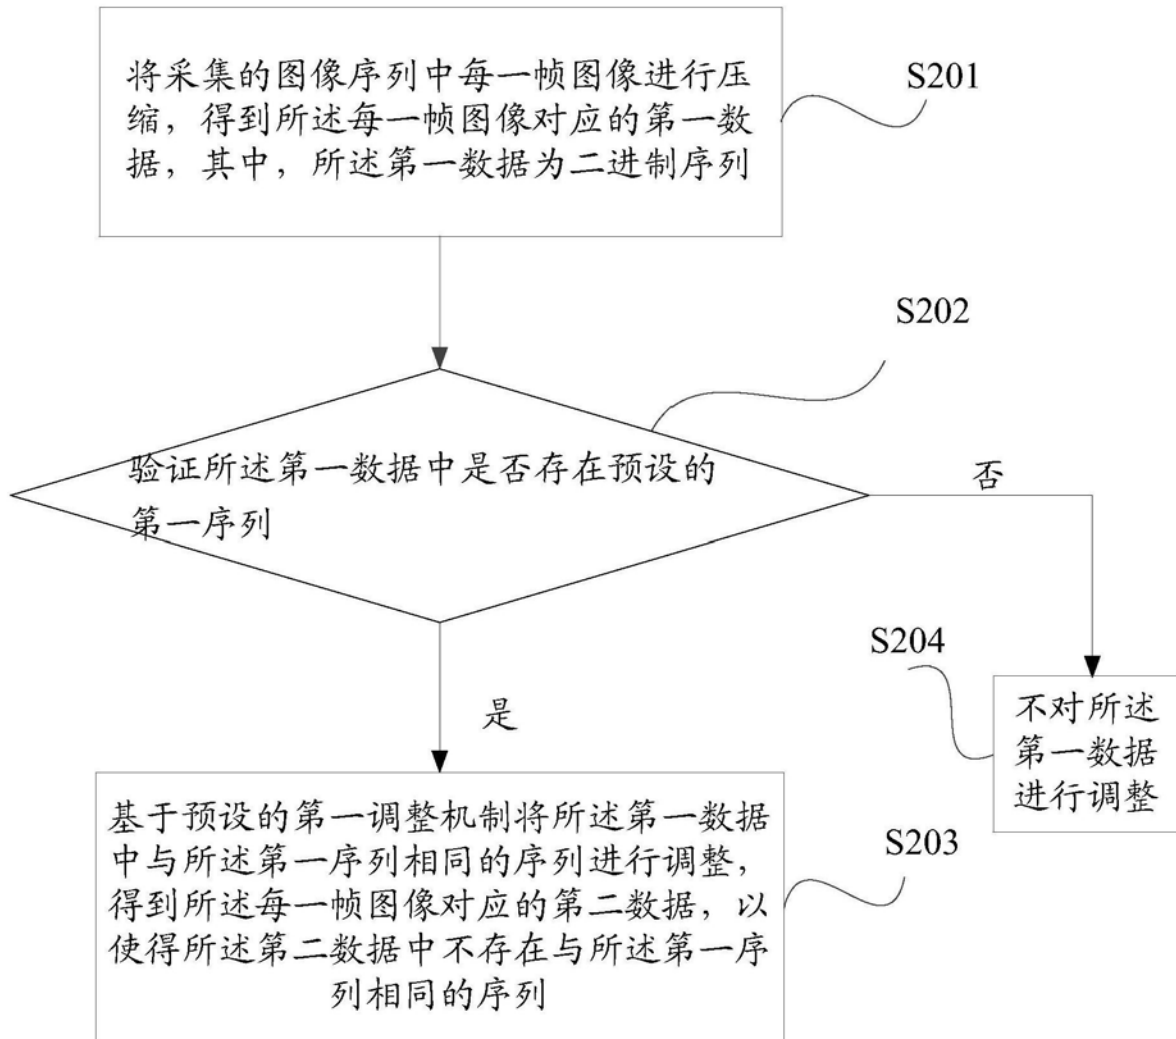 将采集的图像序列中每一帧图像进行压
缩，得到所述每一帧图像对应的第一数
据，其中，所述第一数据为二进制序列
S201
S202
验证所述第一数据中是否存在预设的
第一序列
否
是
S204
不对所述
第一数据
进行调整
基于预设的第一调整机制将所述第一数据
中与所述第一序列相同的序列进行调整，
得到所述每一帧图像对应的第二数据，以
使得所述第二数据中不存在与所述第一序
列相同的序列
S203